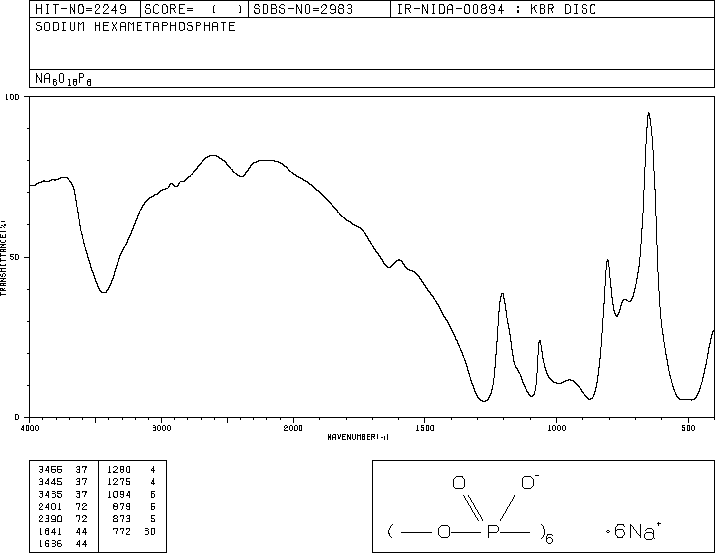 HIT-NO=2249 SCORE= ( ) SDBS-NO=2983 IR-NIDA-00894 : KBR DISC
SODIUM HEXAMETAPHOSPHATE
NA6O18P6
100
50
0
TRANSMITTANCE(%)
4000 3000 2000 1500 1000 500
WAVENUMBER(-1)
3466 37 1280 4
3445 37 1275 4
3435 37 1094 6
2401 72 879 6
2390 72 873 5
1641 44 772 30
1636 44
O O-
( O P )6 •6Na+